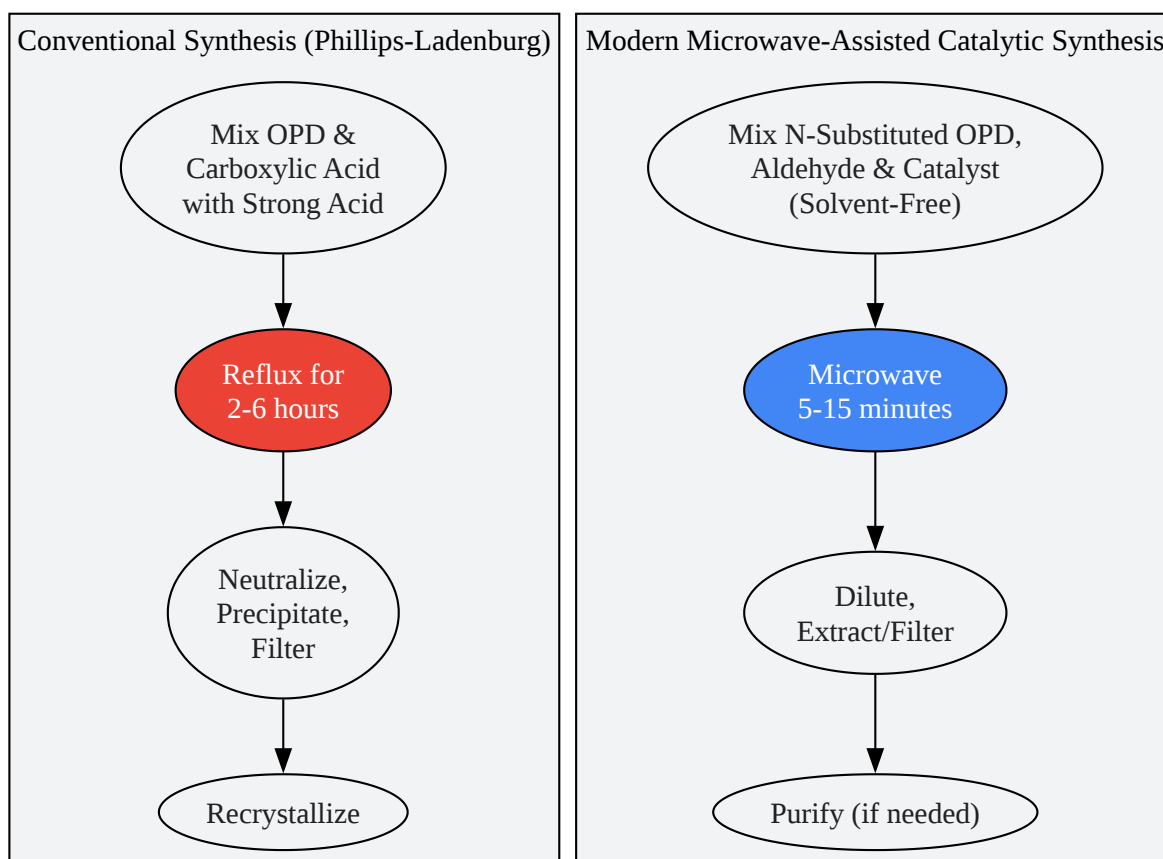 Conventional Synthesis (Phillips-Ladenburg)
Mix OPD &
Carboxylic Acid
with Strong Acid
Reflux for
2-6 hours
Neutralize,
Precipitate,
Filter
Recrystallize
Modern Microwave-Assisted Catalytic Synthesis
Mix N-Substituted OPD,
Aldehyde & Catalyst
(Solvent-Free)
Microwave
5-15 minutes
Dilute,
Extract/Filter
Purify (if needed)